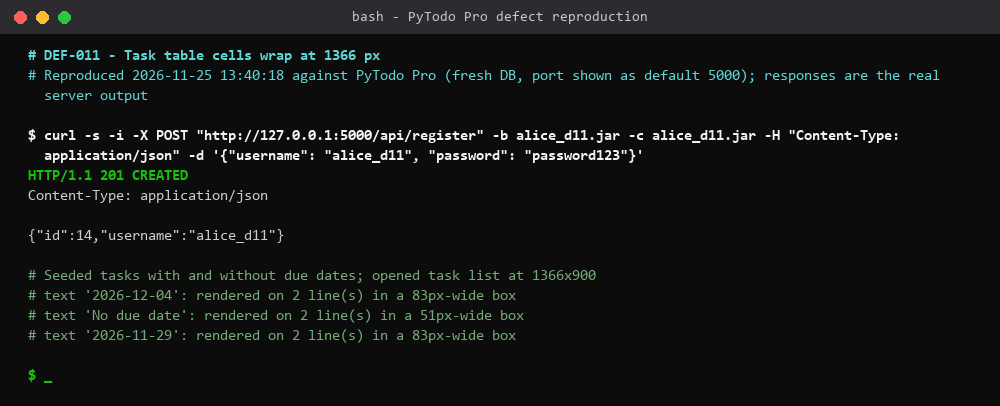 bash - PyTodo Pro defect reproduction
# DEF-011 - Task table cells wrap at 1366 px
# Reproduced 2026-11-25 13:40:18 against PyTodo Pro (fresh DB, port shown as default 5000); responses are the real
server output
$ curl -s -i -X POST "http://127.0.0.1:5000/api/register" -b alice_d11.jar -c alice_d11.jar -H "Content-Type:
application/json" -d '{"username": "alice_d11", "password": "password123"}'
HTTP/1.1 201 CREATED
Content-Type: application/json
{"id":14,"username":"alice_d11"}
# Seeded tasks with and without due dates; opened task list at 1366x900
# text '2026-12-04': rendered on 2 line(s) in a 83px-wide box
# text 'No due date': rendered on 2 line(s) in a 51px-wide box
# text '2026-11-29': rendered on 2 line(s) in a 83px-wide box
$ _